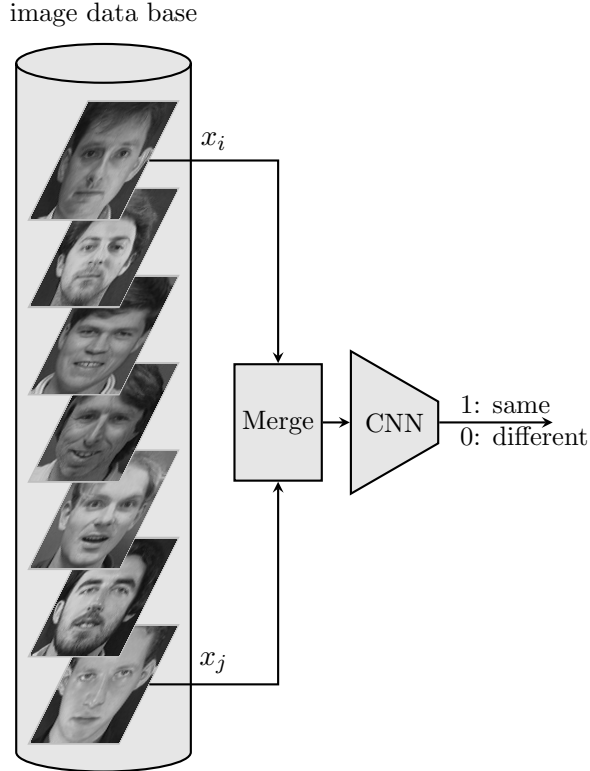 image data base
x_i
Merge
CNN
1: same
0: different
x_j